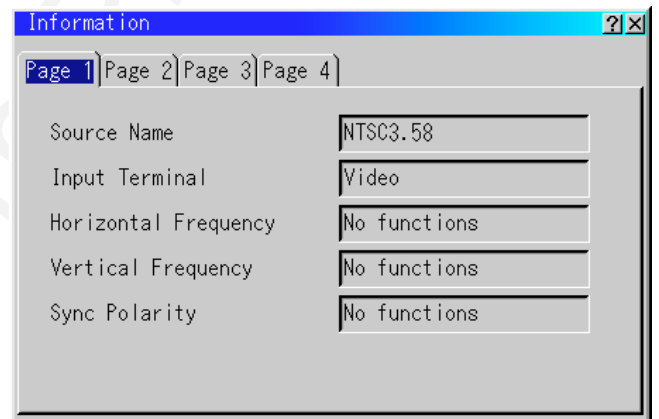 Information ? X
Page 1 Page 2 Page 3 Page 4
Source Name NTSC3.58
Input Terminal Video
Horizontal Frequency No functions
Vertical Frequency No functions
Sync Polarity No functions